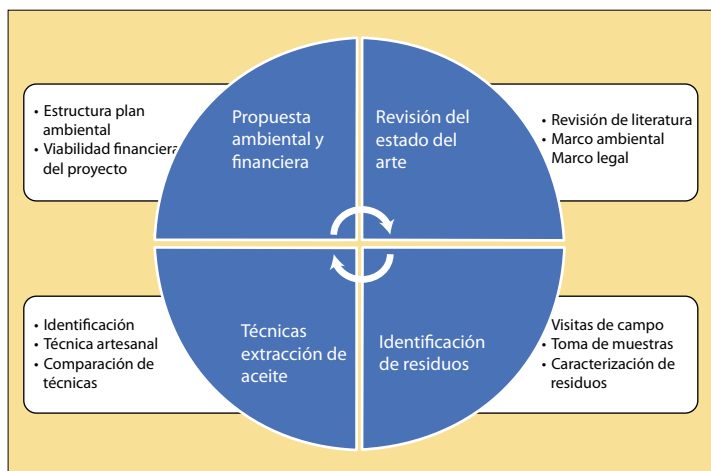 • Estructura plan
ambiental
• Viabilidad financiera
del proyecto
Propuesta
ambiental y
financiera
Revisión del
estado del
arte
• Revisión de literatura
• Marco ambiental
Marco legal
• Identificación
• Técnica artesanal
• Comparación de
técnicas
Técnicas
extracción de
aceite
Identificación
de residuos
Visitas de campo
• Toma de muestras
• Caracterización de
residuos